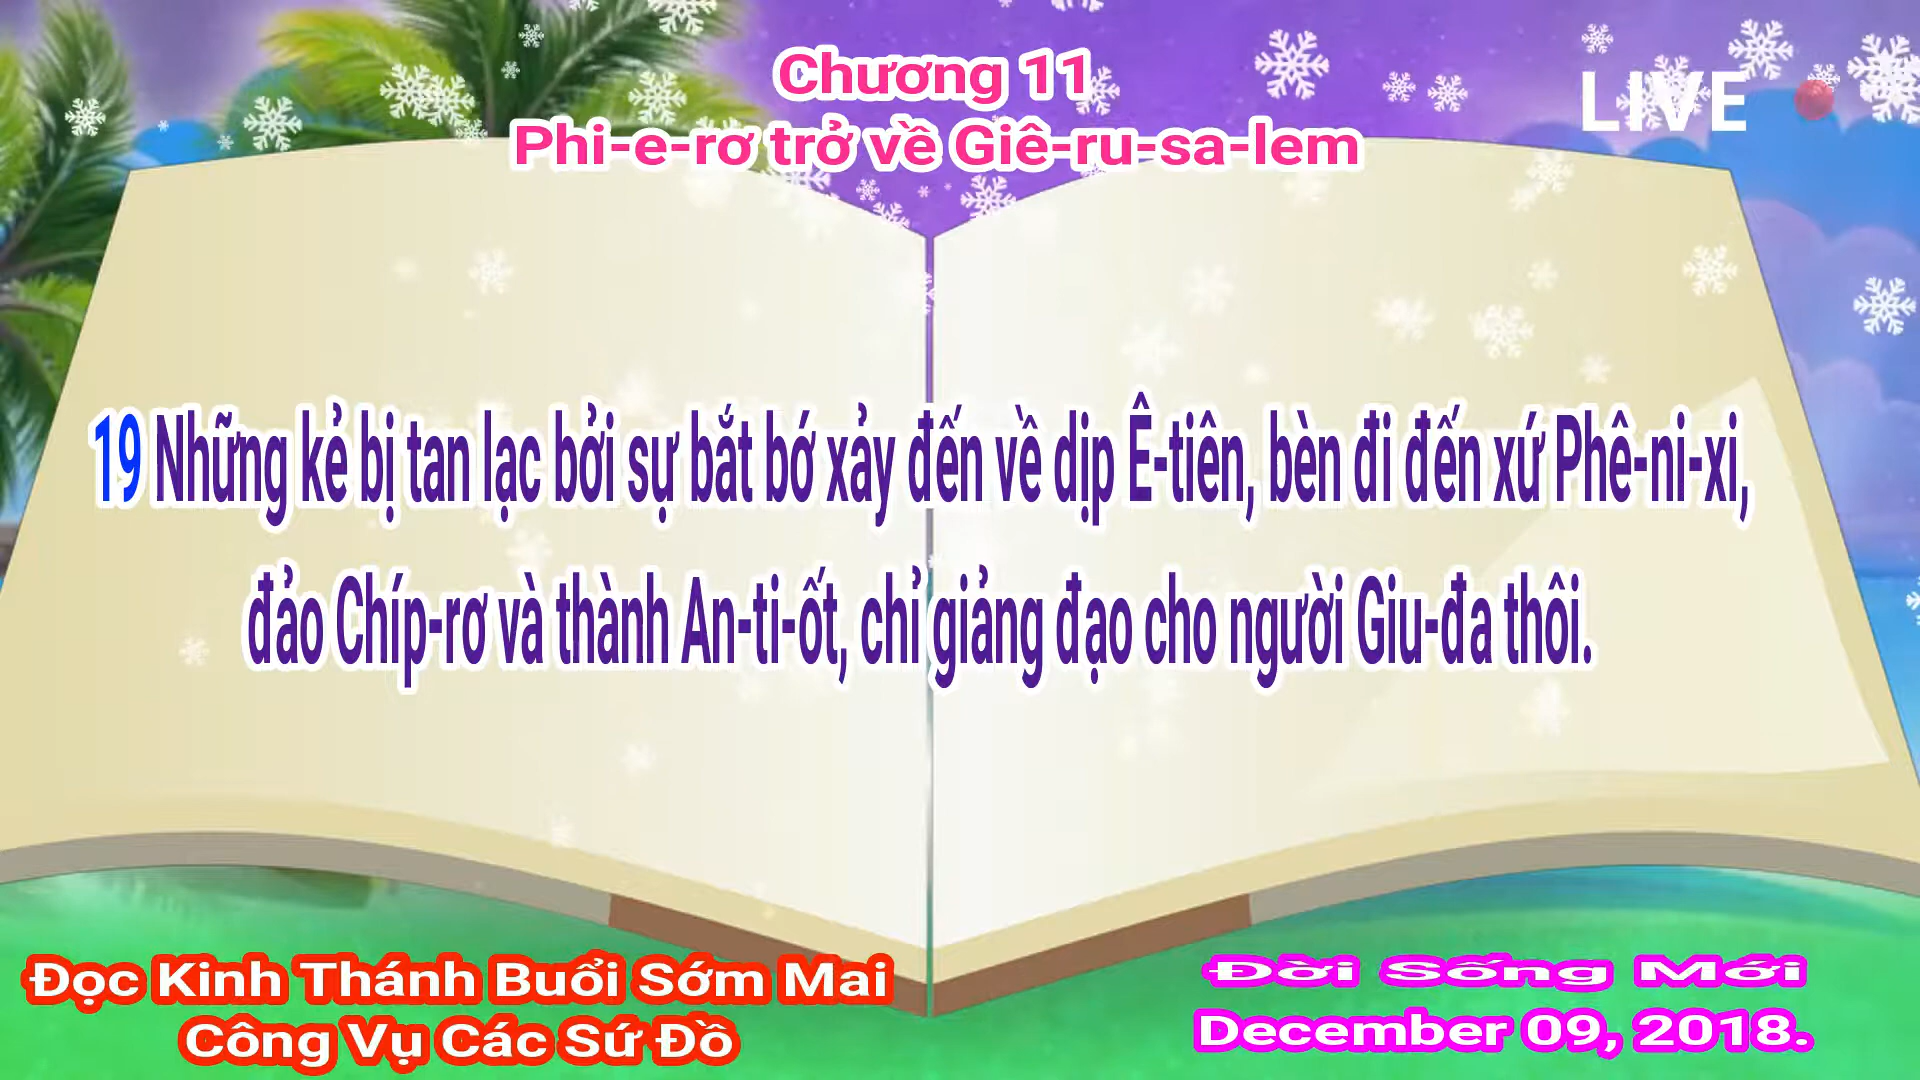 Chương 11
LIVE
Phi-e-rơ trở về Giê-ru-sa-lem
19 Những kẻ bị tan lạc bởi sự bắt bớ xảy đến về dịp Ê-tiên, bèn đi đến xứ Phê-ni-xi,
đảo Chíp-rơ và thành An-ti-ốt, chỉ giảng đạo cho người Giu-đa thôi.
Đọc Kinh Thánh Buổi Sớm Mai
Công Vụ Các Sứ Đồ
Đời Sống Mới
December 09, 2018.